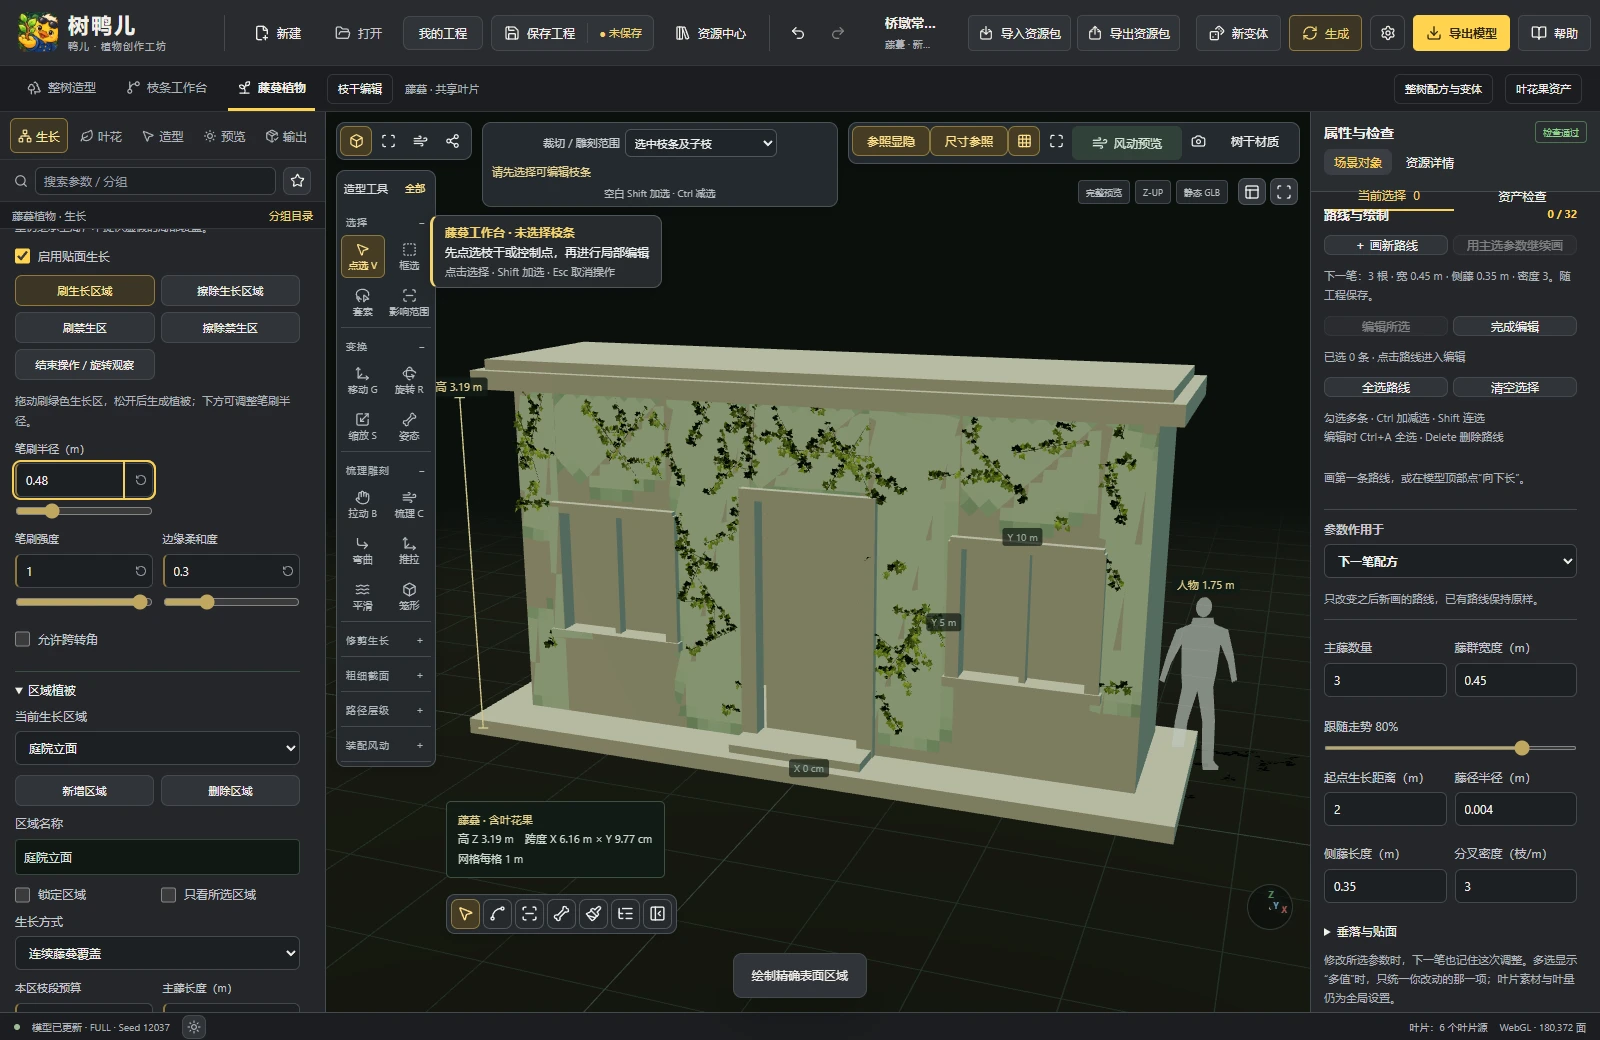 树鸭儿
鸭儿 · 植物创作工坊
新建
打开
我的工程
保存工程
● 未保存
资源中心
桥墩常...
藤蔓 · 新...
导入资源包
导出资源包
新变体
生成
导出模型
帮助
整树造型
枝条工作台
藤蔓植物
枝干编辑
藤蔓 · 共享叶片
整树配方与变体
叶花果资产
生长
叶花
造型
预览
输出
搜索参数 / 分组
藤蔓植物 · 生长
分组目录
启用贴面生长
刷生长区域
擦除生长区域
刷禁生区
擦除禁生区
结束操作 / 旋转观察
拖动刷绿色生长区，松开后生成植被；下方可调整笔刷半径。
笔刷半径（m）
0.48
笔刷强度
边缘柔和度
1
0.3
允许跨转角
区域植被
当前生长区域
庭院立面
新增区域
删除区域
区域名称
庭院立面
锁定区域
只看所选区域
生长方式
连续藤蔓覆盖
本区枝段预算
主藤长度（m）
模型已更新 · FULL · Seed 12037
裁切 / 雕刻范围
选中枝条及子枝
请先选择可编辑枝条
空白 Shift 加选 · Ctrl 减选
参照显隐
尺寸参照
风动预览
树干材质
完整预览
Z-UP
静态 GLB
造型工具
全部
选择
点选 V
框选
套索
影响范围
变换
移动 G
旋转 R
缩放 S
姿态
梳理雕刻
拉动 B
梳理 C
弯曲
推拉
平滑
笼形
修剪生长
粗细截面
路径层级
装配风动
藤蔓工作台 · 未选择枝条
先点选枝干或控制点，再进行局部编辑
点击选择 · Shift 加选 · Esc 取消操作
高 3.19 m
Y 10 m
Y 5 m
X 0 cm
人物 1.75 m
藤蔓 · 含叶花果
高 Z 3.19 m 跨度 X 6.16 m × Y 9.77 cm
网格每格 1 m
绘制精确表面区域
Z
Y
X
属性与检查
检查通过
场景对象
资源详情
当前选择 0
资产检查
路线与绘制
0 / 32
+ 画新路线
用主选参数继续画
下一笔：3 根 · 宽 0.45 m · 侧藤 0.35 m · 密度 3。随工程保存。
编辑所选
完成编辑
已选 0 条 · 点击路线进入编辑
全选路线
清空选择
勾选多条 · Ctrl 加减选 · Shift 连选
编辑时 Ctrl+A 全选 · Delete 删除路线
画第一条路线，或在模型顶部点“向下长”。
参数作用于
下一笔配方
只改变之后新画的路线，已有路线保持原样。
主藤数量
藤群宽度（m）
3
0.45
跟随走势 80%
起点生长距离（m）
藤径半径（m）
2
0.004
侧藤长度（m）
分叉密度（枝/m）
0.35
3
垂落与贴面
修改所选参数时，下一笔也记住这次调整。多选显示“多值”时，只统一你改动的那一项；叶片素材与叶量仍为全局设置。
叶片：6 个叶片源
WebGL · 180,372 面